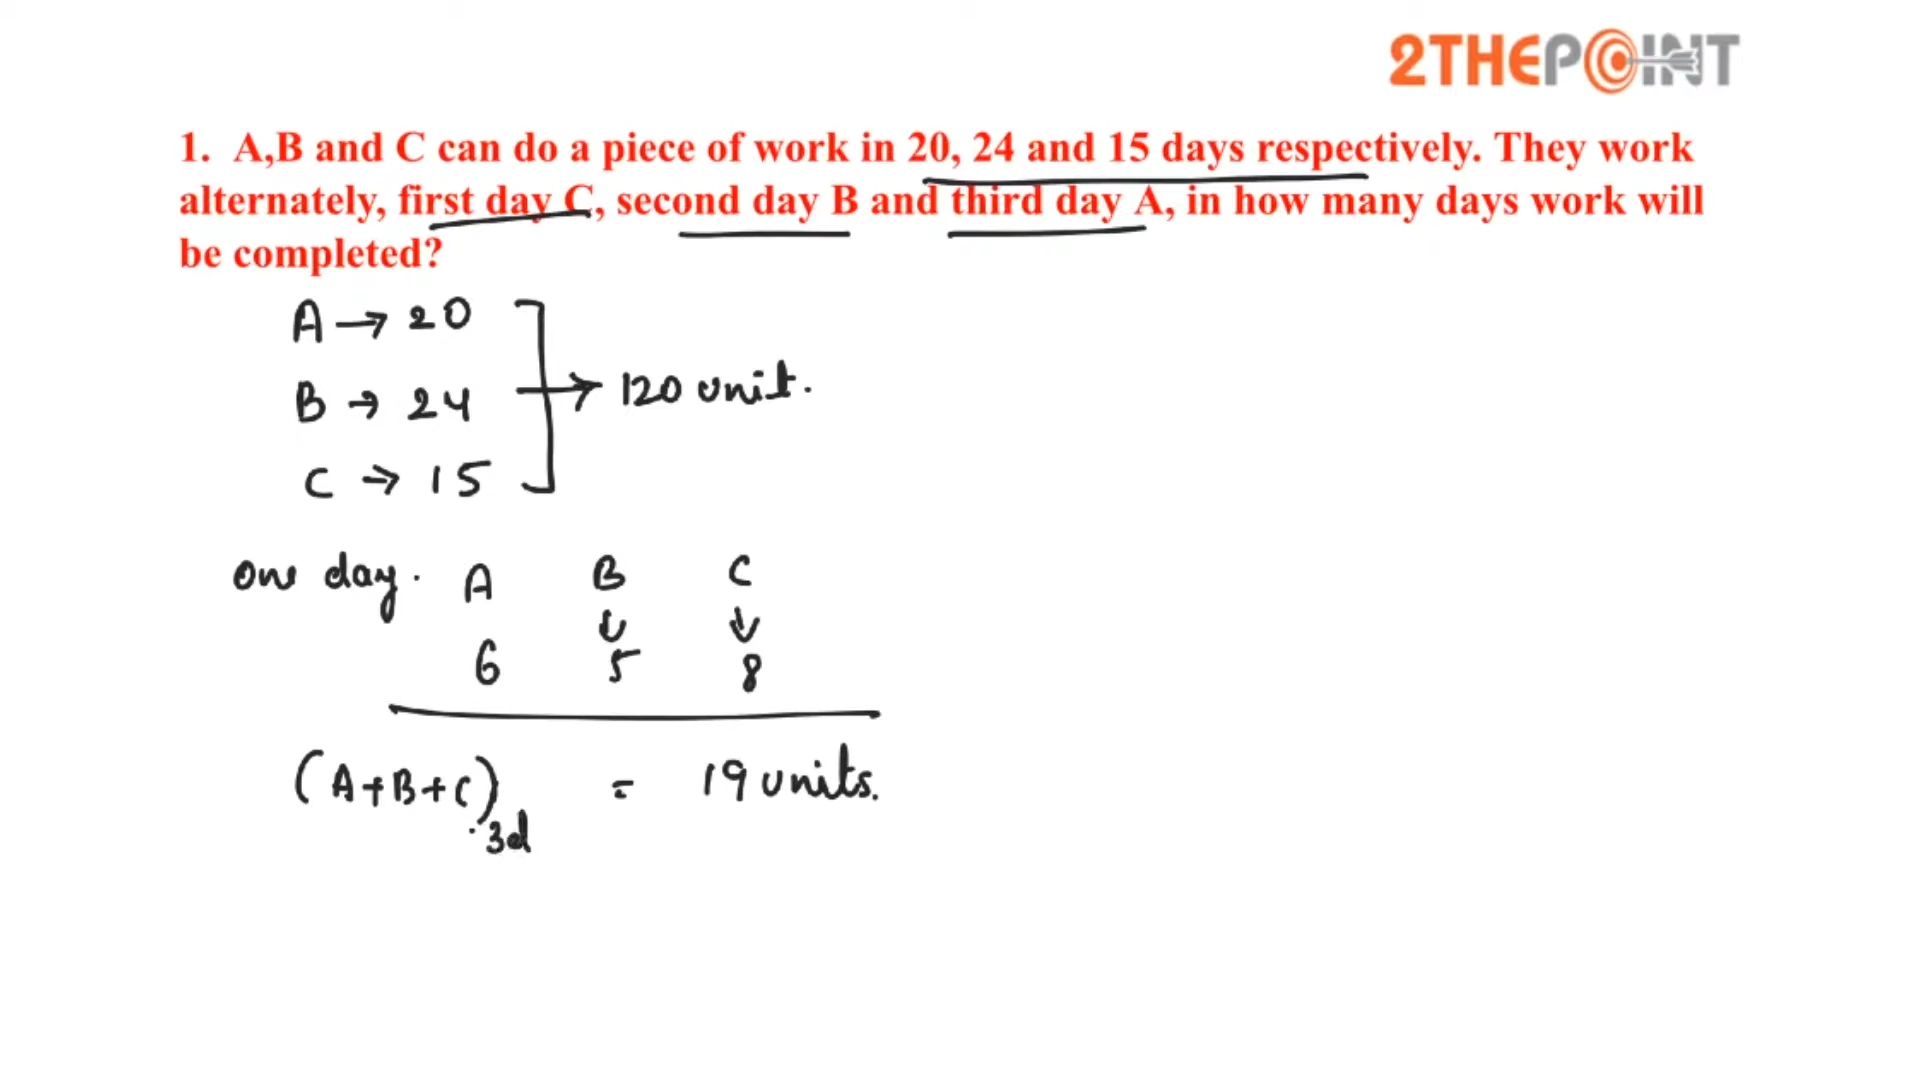 2THEPOINT
1. A,B and C can do a piece of work in 20, 24 and 15 days respectively. They work
alternately, first day C, second day B and third day A, in how many days work will
be completed?
A → 20
B → 24
C → 15
→ 120 unit.
One day. A B C
↓ ↓
6 5 8
(A+B+C)3d = 19 units.